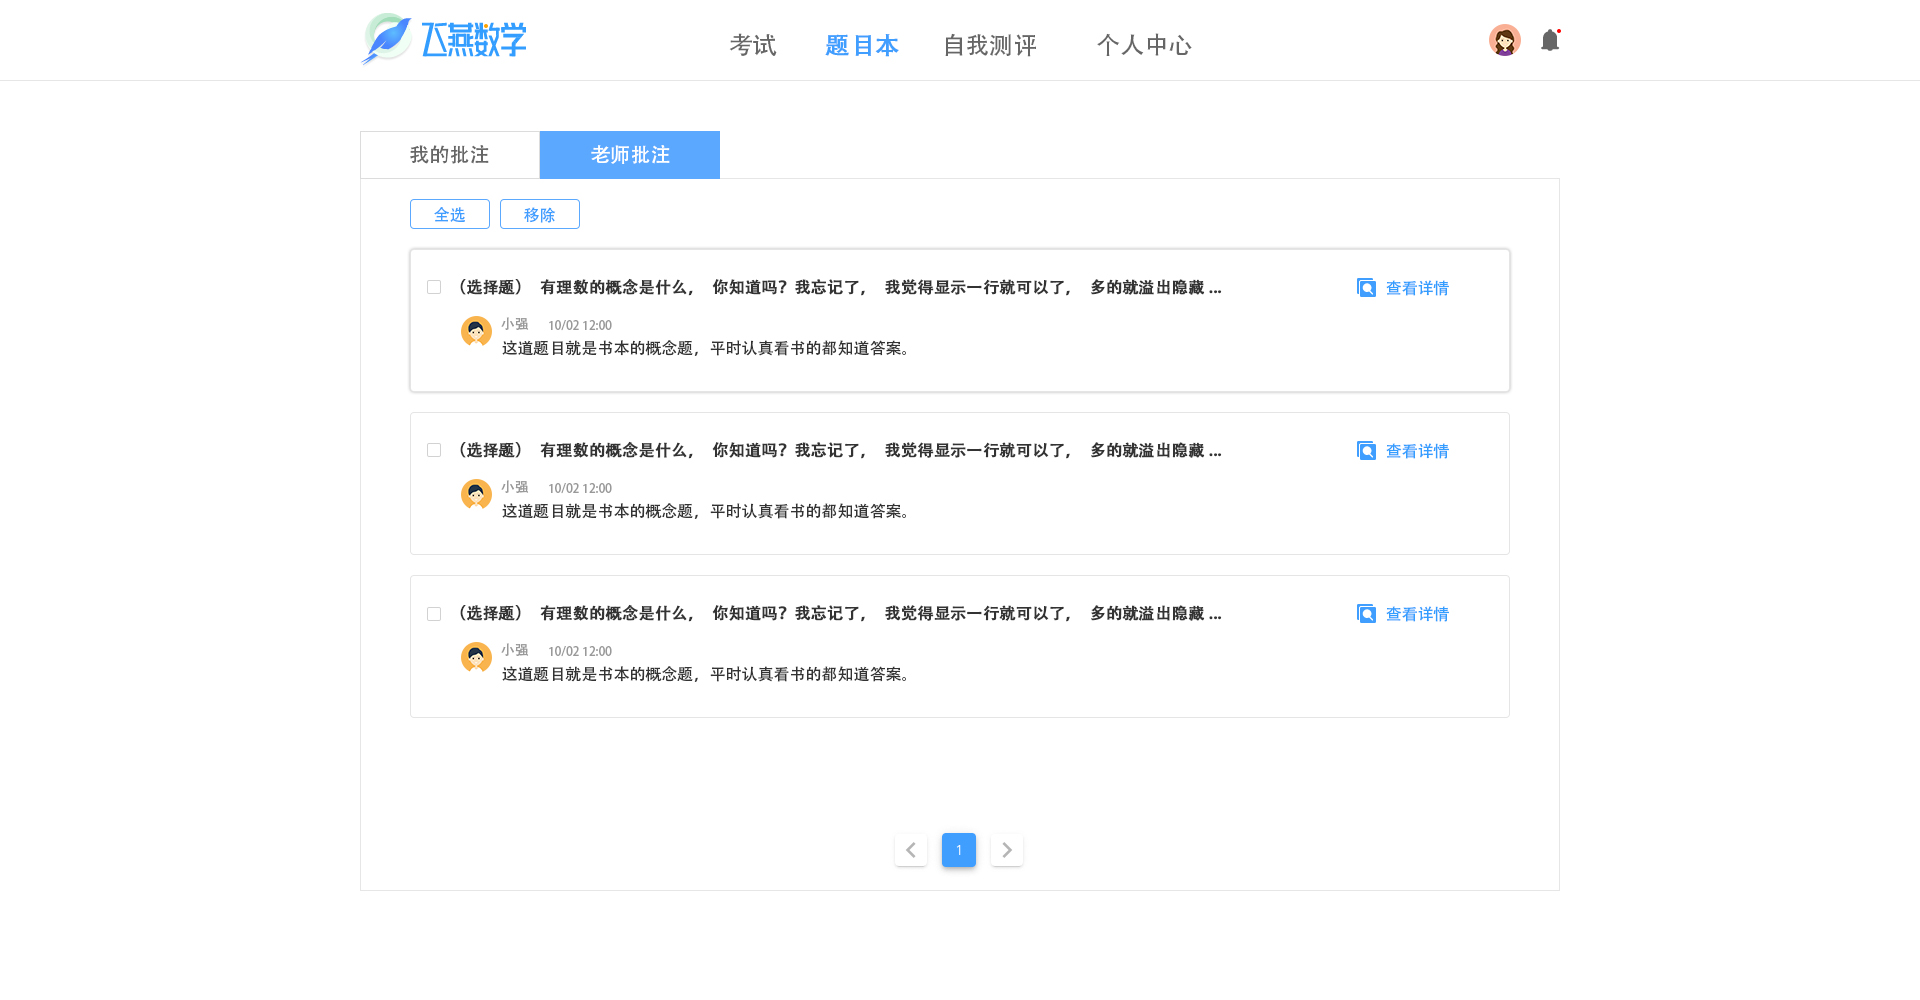 飞燕数学 考试 题目本 自我测评 个人中心
我的批注 老师批注
全选 移除
（选择题） 有理数的概念是什么， 你知道吗？我忘记了， 我觉得显示一行就可以了， 多的就溢出隐藏 ... 查看详情
小强 10/02 12:00
这道题目就是书本的概念题，平时认真看书的都知道答案。
（选择题） 有理数的概念是什么， 你知道吗？我忘记了， 我觉得显示一行就可以了， 多的就溢出隐藏 ... 查看详情
小强 10/02 12:00
这道题目就是书本的概念题，平时认真看书的都知道答案。
（选择题） 有理数的概念是什么， 你知道吗？我忘记了， 我觉得显示一行就可以了， 多的就溢出隐藏 ... 查看详情
小强 10/02 12:00
这道题目就是书本的概念题，平时认真看书的都知道答案。
1